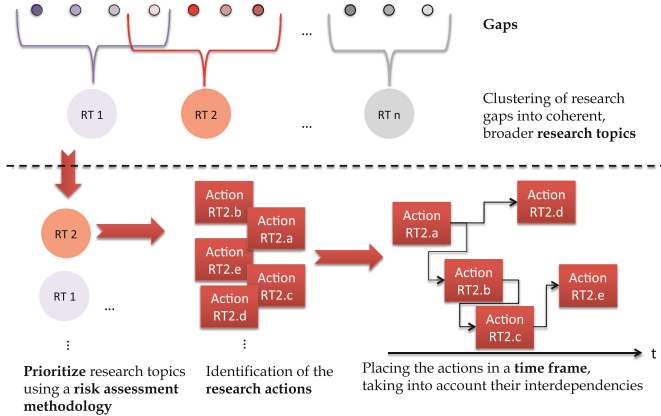 ...
Gaps
RT 1
RT 2
...
RT n
Clustering of research
gaps into coherent,
broader research topics
RT 2
RT 1
...
...
Action
RT2.b
Action
RT2.a
Action
RT2.e
Action
RT2.c
Action
RT2.d
...
Action
RT2.a
Action
RT2.d
Action
RT2.b
Action
RT2.e
Action
RT2.c
t
Prioritize research topics
using a risk assessment
methodology
Identification of the
research actions
Placing the actions in a time frame,
taking into account their interdependencies